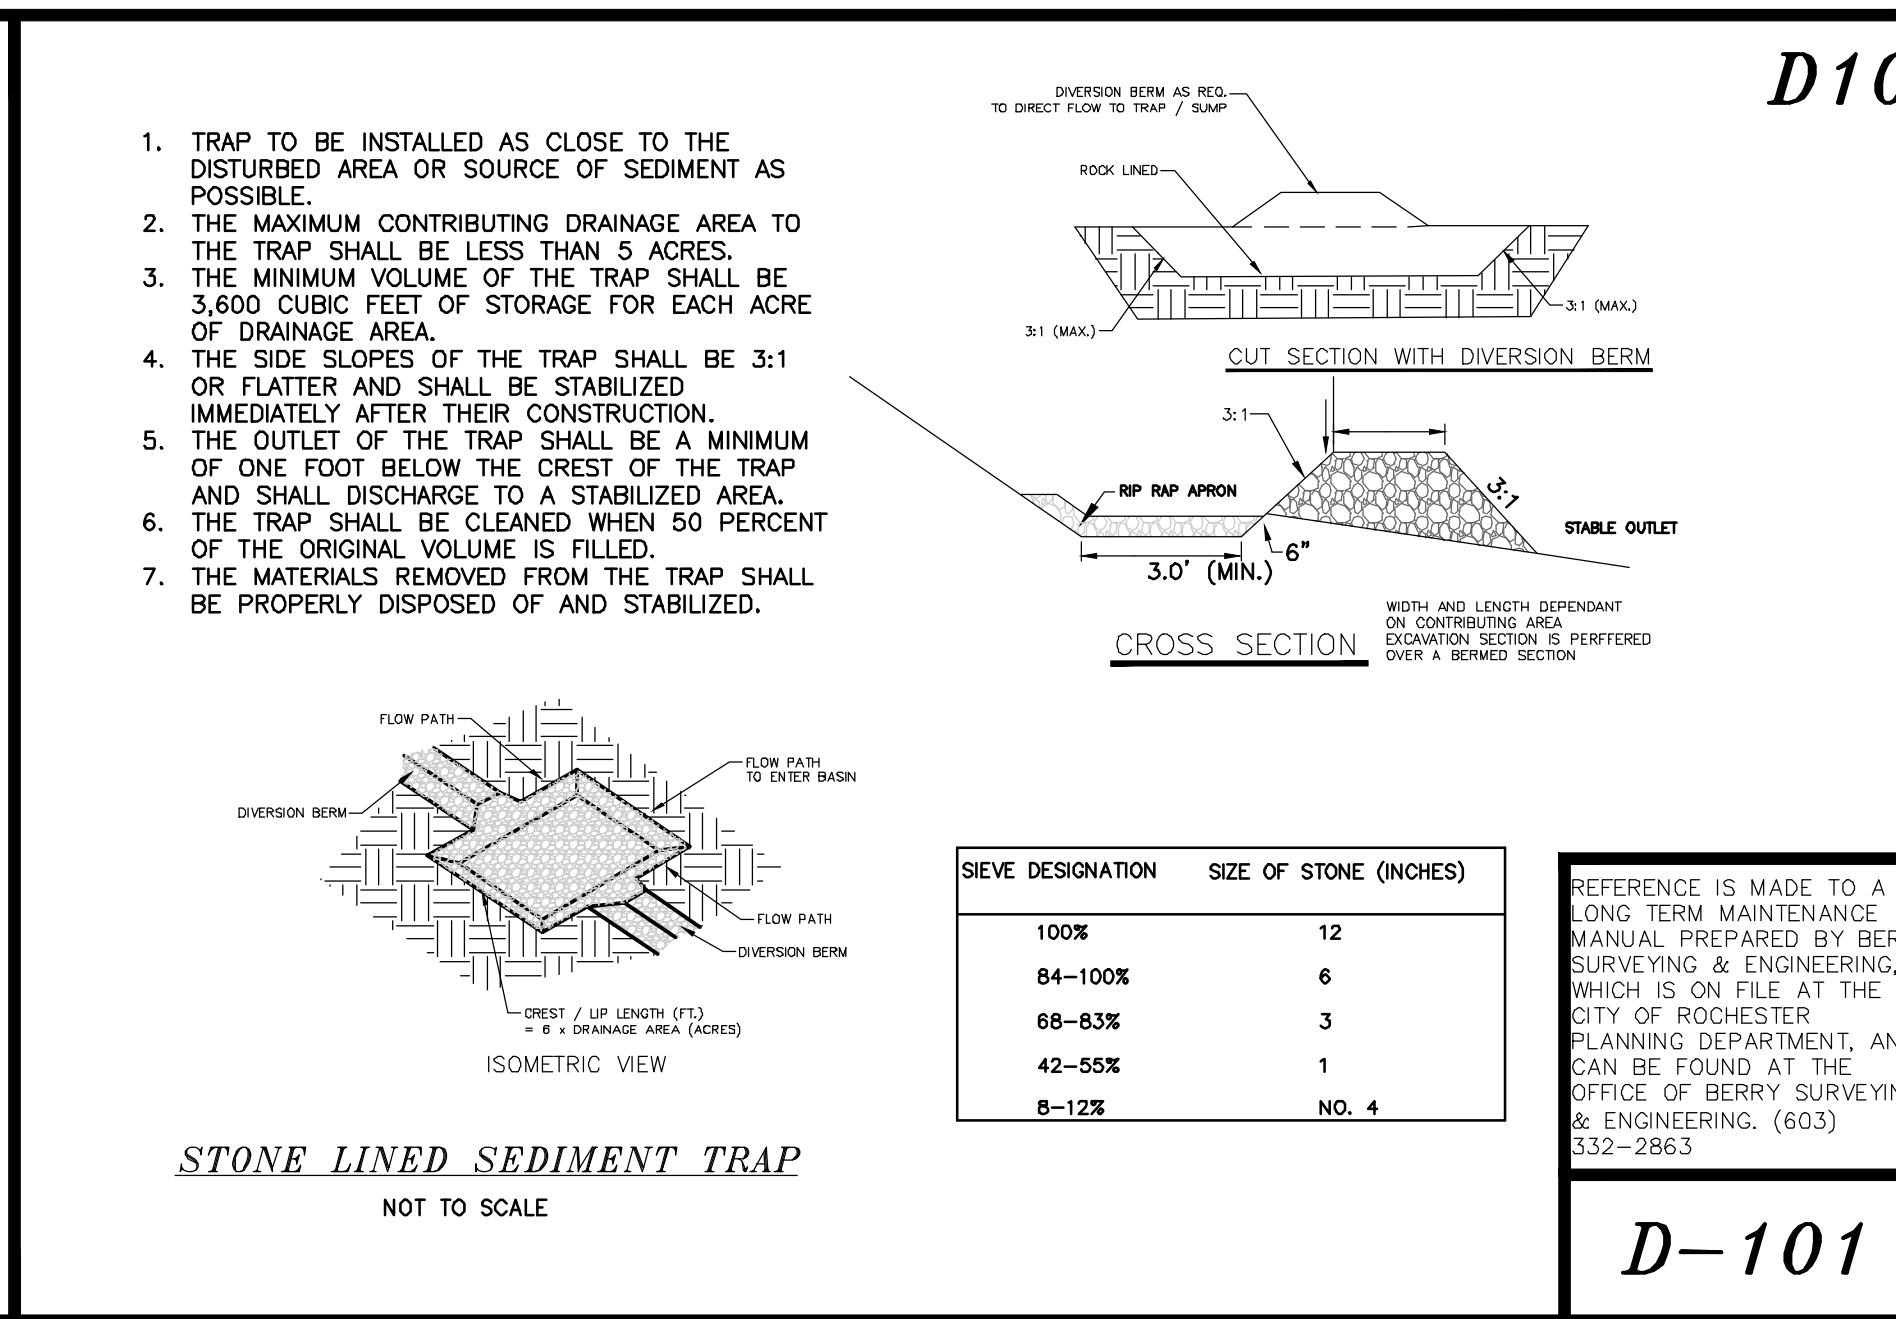 D10
1. TRAP TO BE INSTALLED AS CLOSE TO THE
DISTURBED AREA OR SOURCE OF SEDIMENT AS
POSSIBLE.
2. THE MAXIMUM CONTRIBUTING DRAINAGE AREA TO
THE TRAP SHALL BE LESS THAN 5 ACRES.
3. THE MINIMUM VOLUME OF THE TRAP SHALL BE
3,600 CUBIC FEET OF STORAGE FOR EACH ACRE
OF DRAINAGE AREA.
4. THE SIDE SLOPES OF THE TRAP SHALL BE 3:1
OR FLATTER AND SHALL BE STABILIZED
IMMEDIATELY AFTER THEIR CONSTRUCTION.
5. THE OUTLET OF THE TRAP SHALL BE A MINIMUM
OF ONE FOOT BELOW THE CREST OF THE TRAP
AND SHALL DISCHARGE TO A STABILIZED AREA.
6. THE TRAP SHALL BE CLEANED WHEN 50 PERCENT
OF THE ORIGINAL VOLUME IS FILLED.
7. THE MATERIALS REMOVED FROM THE TRAP SHALL
BE PROPERLY DISPOSED OF AND STABILIZED.
DIVERSION BERM AS REQ.
TO DIRECT FLOW TO TRAP / SUMP
ROCK LINED
3:1 (MAX.)
3:1 (MAX.)
CUT SECTION WITH DIVERSION BERM
3:1
RIP RAP APRON
3:1
STABLE OUTLET
6"
3.0' (MIN.)
CROSS SECTION
WIDTH AND LENGTH DEPENDANT
ON CONTRIBUTING AREA
EXCAVATION SECTION IS PERFFERED
OVER A BERMED SECTION
FLOW PATH
FLOW PATH
TO ENTER BASIN
DIVERSION BERM
FLOW PATH
DIVERSION BERM
CREST / LIP LENGTH (FT.)
= 6 x DRAINAGE AREA (ACRES)
ISOMETRIC VIEW
STONE LINED SEDIMENT TRAP
NOT TO SCALE
SIEVE DESIGNATION SIZE OF STONE (INCHES)
100% 12
84-100% 6
68-83% 3
42-55% 1
8-12% NO. 4
REFERENCE IS MADE TO A
LONG TERM MAINTENANCE
MANUAL PREPARED BY BER
SURVEYING & ENGINEERING,
WHICH IS ON FILE AT THE
CITY OF ROCHESTER
PLANNING DEPARTMENT, AN
CAN BE FOUND AT THE
OFFICE OF BERRY SURVEYIN
& ENGINEERING. (603)
332-2863
D-101